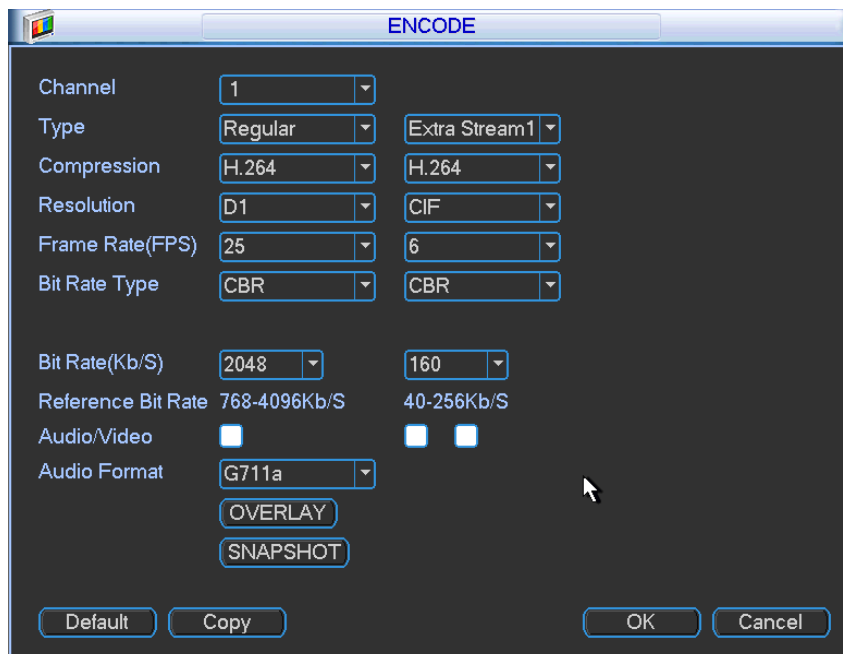 ENCODE
Channel 1
Type Regular Extra Stream1
Compression H.264 H.264
Resolution D1 CIF
Frame Rate(FPS) 25 6
Bit Rate Type CBR CBR
Bit Rate(Kb/S) 2048 160
Reference Bit Rate 768-4096Kb/S 40-256Kb/S
Audio/Video
Audio Format G711a
OVERLAY
SNAPSHOT
Default Copy OK Cancel